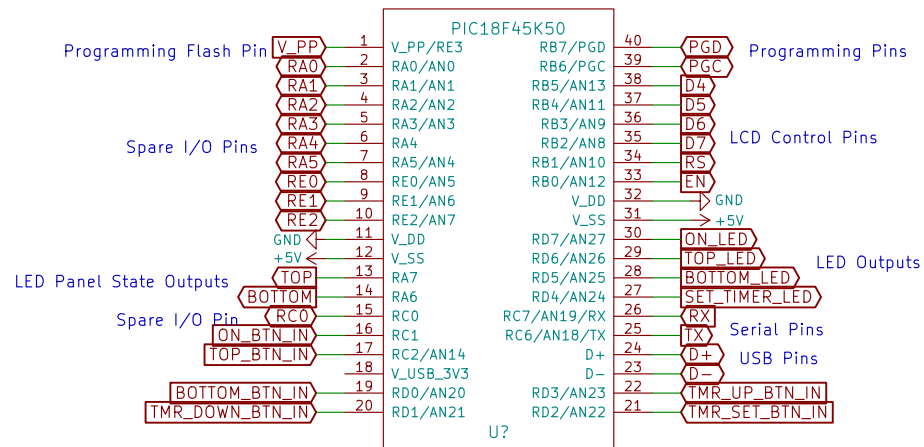 PIC18F45K50
Programming Flash Pin V_PP 1 V_PP/RE3 RB7/PGD 40 PGD Programming Pins
RA0 2 RA0/AN0 RB6/PGC 39 PGC
RA1 3 RA1/AN1 RB5/AN13 38 D4
RA2 4 RA2/AN2 RB4/AN11 37 D5
RA3 5 RA3/AN3 RB3/AN9 36 D6
Spare I/O Pins RA4 6 RA4 RB2/AN8 35 D7 LCD Control Pins
RA5 7 RA5/AN4 RB1/AN10 34 RS
RE0 8 RE0/AN5 RB0/AN12 33 EN
RE1 9 RE1/AN6 V_DD 32 GND
RE2 10 RE2/AN7 V_SS 31 +5V
GND 11 V_DD RD7/AN27 30 ON_LED
+5V 12 V_SS RD6/AN26 29 TOP_LED LED Outputs
LED Panel State Outputs TOP 13 RA7 RD5/AN25 28 BOTTOM_LED
BOTTOM 14 RA6 RD4/AN24 27 SET_TIMER_LED
Spare I/O Pin RC0 15 RC0 RC7/AN19/RX 26 RX
ON_BTN_IN 16 RC1 RC6/AN18/TX 25 TX Serial Pins
TOP_BTN_IN 17 RC2/AN14 D+ 24 D+ USB Pins
18 V_USB_3V3 D- 23 D-
BOTTOM_BTN_IN 19 RD0/AN20 RD3/AN23 22 TMR_UP_BTN_IN
TMR_DOWN_BTN_IN 20 RD1/AN21 RD2/AN22 21 TMR_SET_BTN_IN
U?